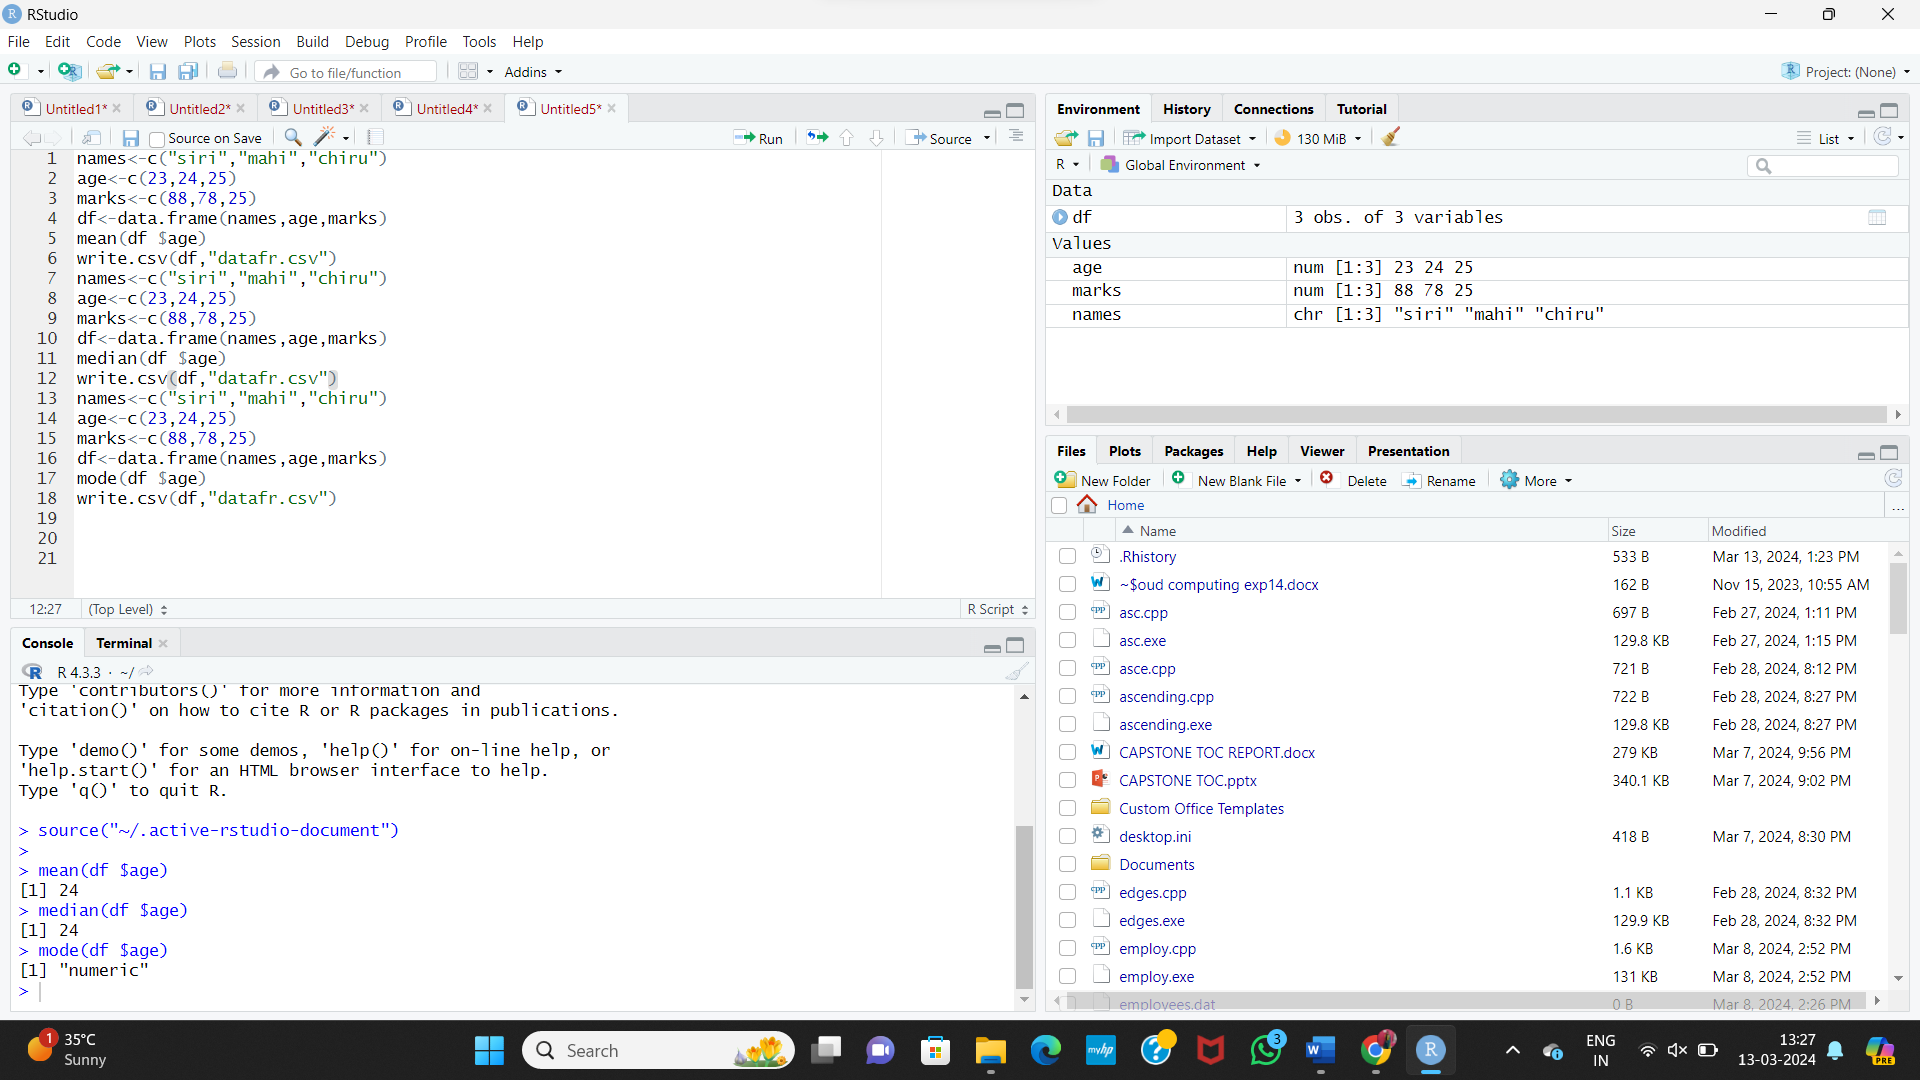 RStudio
File Edit Code View Plots Session Build Debug Profile Tools Help
Go to file/function Addins Project: (None)
Untitled1* Untitled2* Untitled3* Untitled4* Untitled5*
Source on Save Run Source
1 names<-c("siri","mahi","chiru")
2 age<-c(23,24,25)
3 marks<-c(88,78,25)
4 df<-data.frame(names,age,marks)
5 mean(df $age)
6 write.csv(df,"datafr.csv")
7 names<-c("siri","mahi","chiru")
8 age<-c(23,24,25)
9 marks<-c(88,78,25)
10 df<-data.frame(names,age,marks)
11 median(df $age)
12 write.csv(df,"datafr.csv")
13 names<-c("siri","mahi","chiru")
14 age<-c(23,24,25)
15 marks<-c(88,78,25)
16 df<-data.frame(names,age,marks)
17 mode(df $age)
18 write.csv(df,"datafr.csv")
19
20
21
12:27 (Top Level) R Script
Console Terminal
R 4.3.3 · ~/
Type 'contributors()' for more information and
'citation()' on how to cite R or R packages in publications.
Type 'demo()' for some demos, 'help()' for on-line help, or
'help.start()' for an HTML browser interface to help.
Type 'q()' to quit R.
> source("~/.active-rstudio-document")
>
> mean(df $age)
[1] 24
> median(df $age)
[1] 24
> mode(df $age)
[1] "numeric"
>
Environment History Connections Tutorial
Import Dataset 130 MiB List
R Global Environment
Data
df 3 obs. of 3 variables
Values
age num [1:3] 23 24 25
marks num [1:3] 88 78 25
names chr [1:3] "siri" "mahi" "chiru"
Files Plots Packages Help Viewer Presentation
New Folder New Blank File Delete Rename More
Home ...
Name Size Modified
.Rhistory 533 B Mar 13, 2024, 1:23 PM
~$oud computing exp14.docx 162 B Nov 15, 2023, 10:55 AM
asc.cpp 697 B Feb 27, 2024, 1:11 PM
asc.exe 129.8 KB Feb 27, 2024, 1:15 PM
asce.cpp 721 B Feb 28, 2024, 8:12 PM
ascending.cpp 722 B Feb 28, 2024, 8:27 PM
ascending.exe 129.8 KB Feb 28, 2024, 8:27 PM
CAPSTONE TOC REPORT.docx 279 KB Mar 7, 2024, 9:56 PM
CAPSTONE TOC.pptx 340.1 KB Mar 7, 2024, 9:02 PM
Custom Office Templates
desktop.ini 418 B Mar 7, 2024, 8:30 PM
Documents
edges.cpp 1.1 KB Feb 28, 2024, 8:32 PM
edges.exe 129.9 KB Feb 28, 2024, 8:32 PM
employ.cpp 1.6 KB Mar 8, 2024, 2:52 PM
employ.exe 131 KB Mar 8, 2024, 2:52 PM
employees.dat 0 B Mar 8, 2024, 2:26 PM
1 35°C
Sunny
Search
myhp
3
ENG
IN
13:27
13-03-2024
PRE